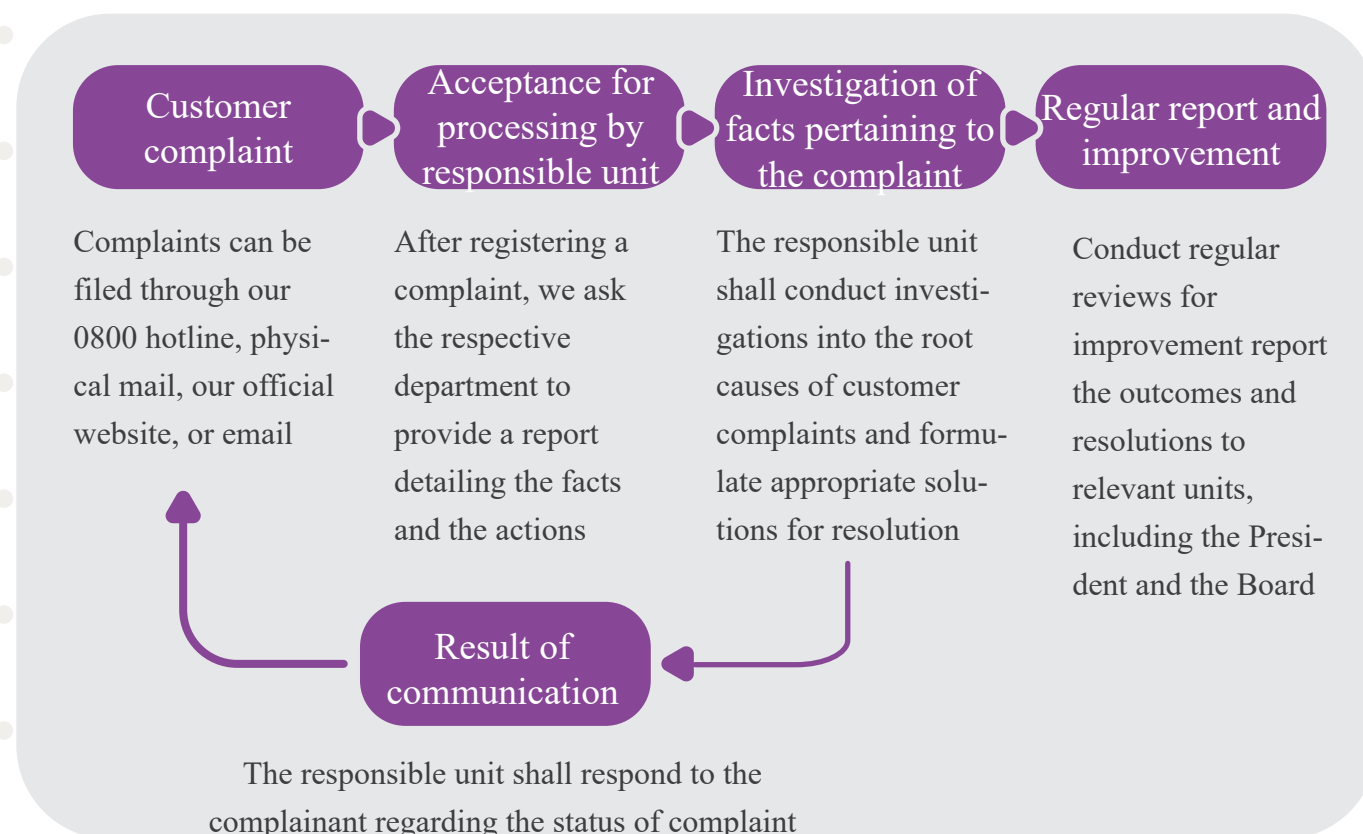 Customer
complaint
Complaints can be
filed through our
0800 hotline, physi-
cal mail, our official
website, or email
Acceptance for
processing by
responsible unit
After registering a
complaint, we ask
the respective
department to
provide a report
detailing the facts
and the actions
Investigation of
facts pertaining to
the complaint
The responsible unit
shall conduct investi-
gations into the root
causes of customer
complaints and formu-
late appropriate solu-
tions for resolution
Regular report and
improvement
Conduct regular
reviews for
improvement report
the outcomes and
resolutions to
relevant units,
including the Presi-
dent and the Board
Result of
communication
The responsible unit shall respond to the
complainant regarding the status of complaint